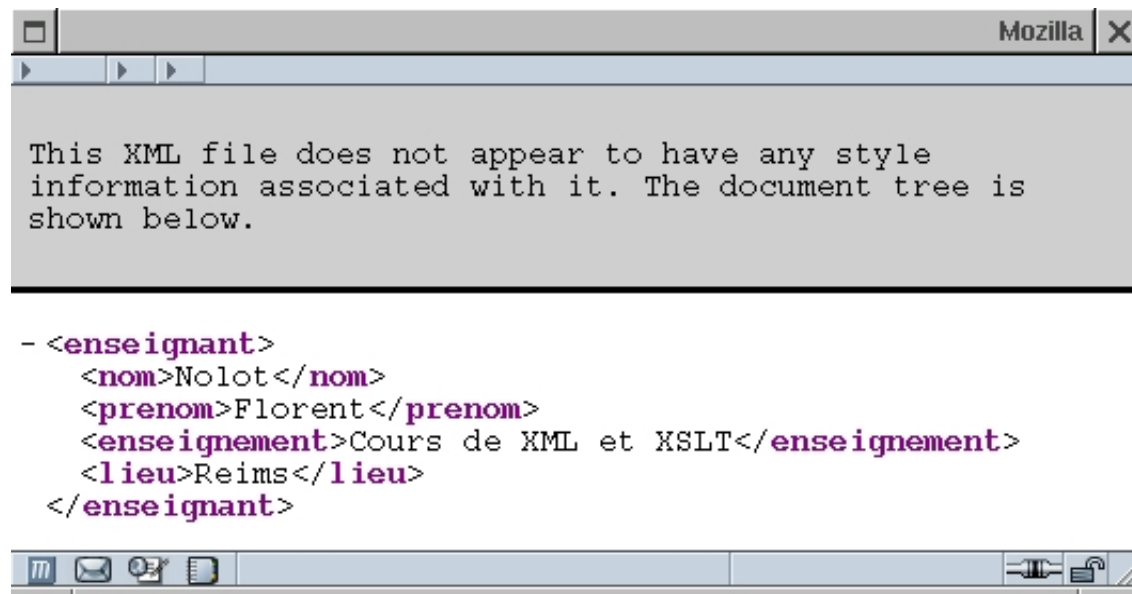 Mozilla
This XML file does not appear to have any style
information associated with it. The document tree is
shown below.
- <enseignant>
<nom>Nolot</nom>
<prenom>Florent</prenom>
<enseignement>Cours de XML et XSLT</enseignement>
<lieu>Reims</lieu>
</enseignant>
m